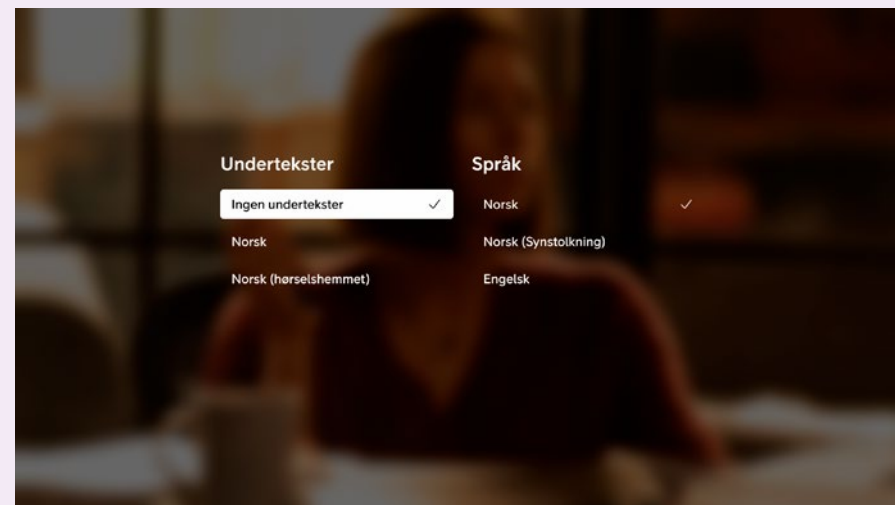 Undertekster
Ingen undertekster
Norsk
Norsk (hørselshemmet)
Språk
Norsk
Norsk (Synstolkning)
Engelsk